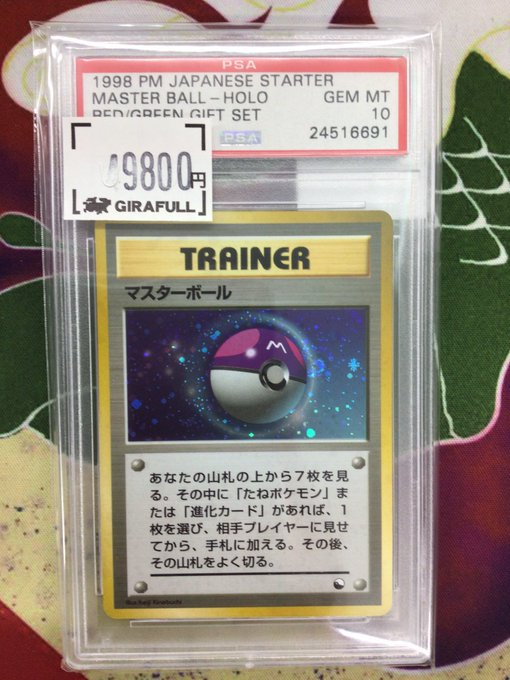 PSA
1998 PM JAPANESE STARTER
MASTER BALL-HOLO GEM MT
RED/GREEN GIFT SET 10
PSA 24516691
49800円
GIRAFULL
TRAINER
マスターボール
M
あなたの山札の上から7枚を見
る。その中に「たねポケモン」ま
たは「進化カード」があれば、1
枚を選び、相手プレイヤーに見せ
てから、手札に加える。その後、
その山札をよく切る。
Illus. Keiji Kinebuchi